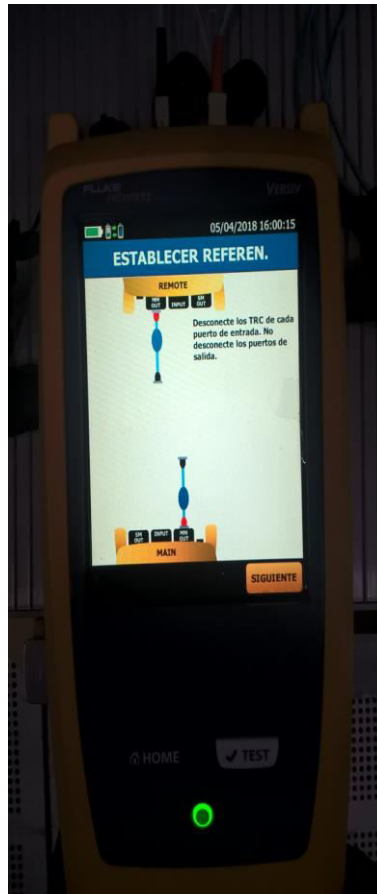 FLUKE
networks
VERSIV
05/04/2018 16:00:15
ESTABLECER REFEREN.
REMOTE
MM OUT INPUT SM OUT
Desconecte los TRC de cada
puerto de entrada. No
desconecte los puertos de
salida.
SM OUT INPUT MM OUT
MAIN
SIGUIENTE
HOME
TEST